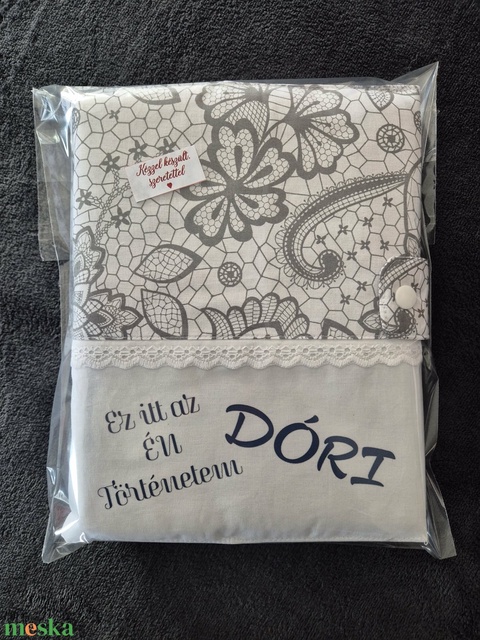 Kézzel készült,
szeretettel
Ez itt az
ÉN
Történetem
DÓRI
meska